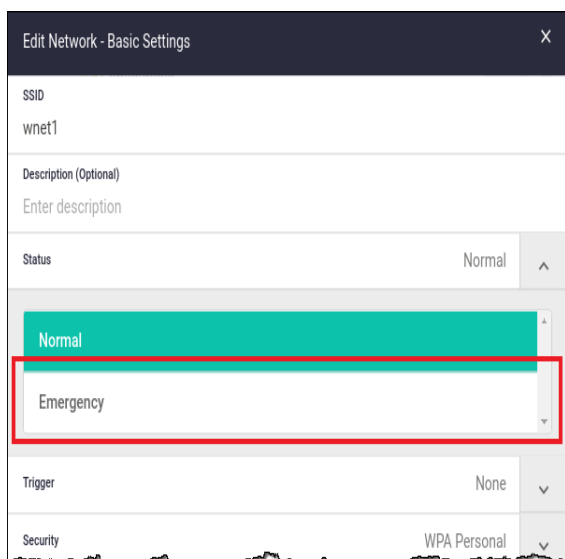 Edit Network - Basic Settings X
SSID
wnet1
Description (Optional)
Enter description
Status Normal
Normal
Emergency
Trigger None
Security WPA Personal